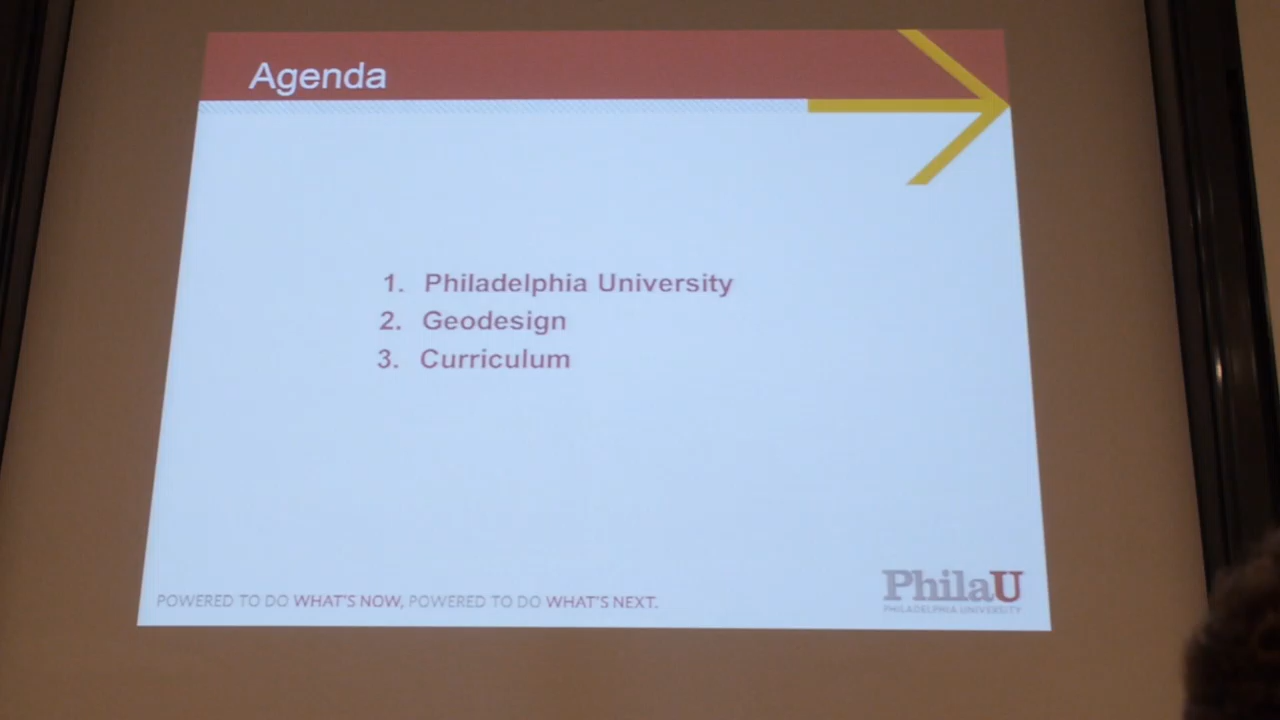 Agenda
1. Philadelphia University
2. Geodesign
3. Curriculum
POWERED TO DO WHAT'S NOW, POWERED TO DO WHAT'S NEXT.
PhilaU
PHILADELPHIA UNIVERSITY